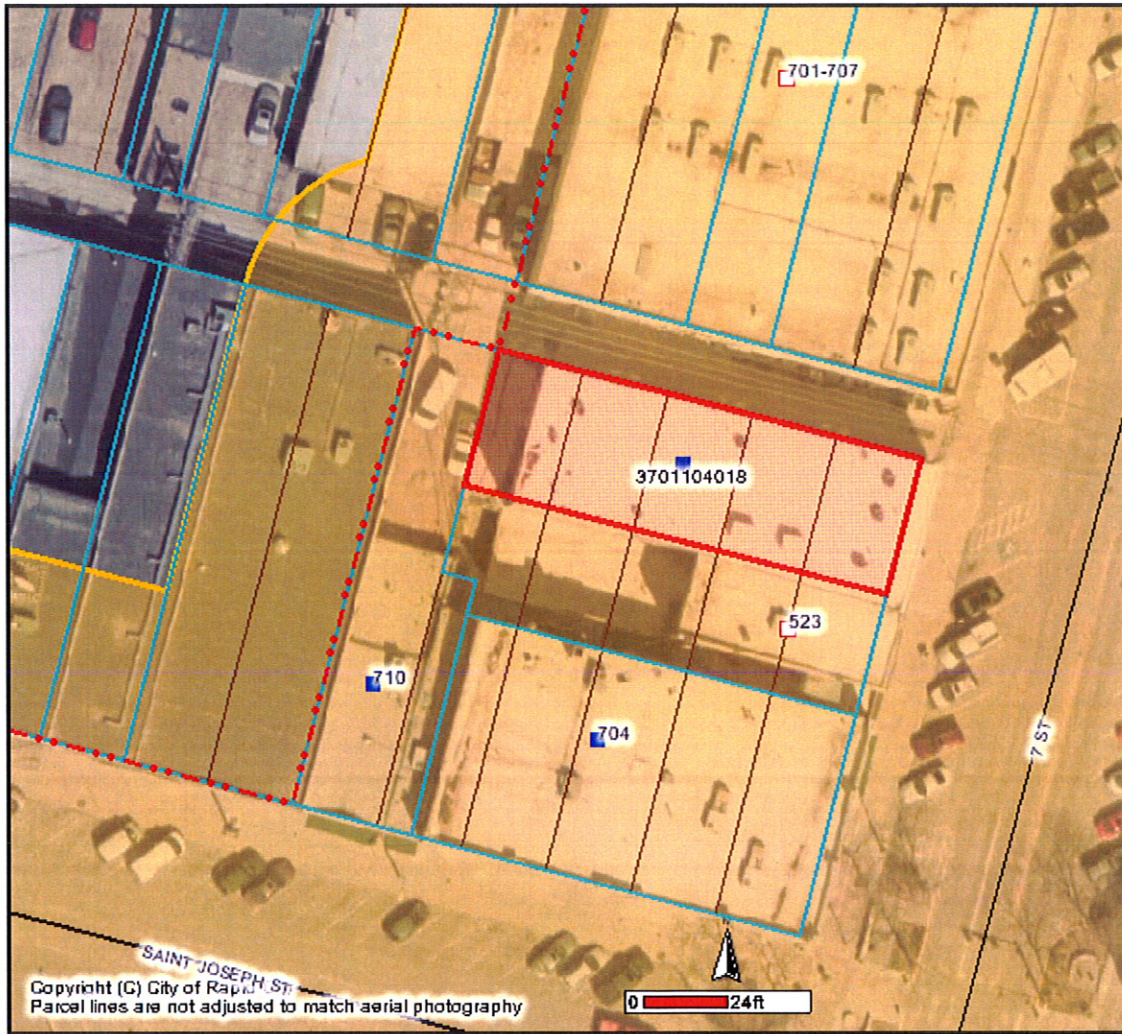 701-707
3701104018
523
710
704
7 ST
SAINT JOSEPH ST
Copyright (C) City of Rapid
Parcel lines are not adjusted to match aerial photography
0 24ft